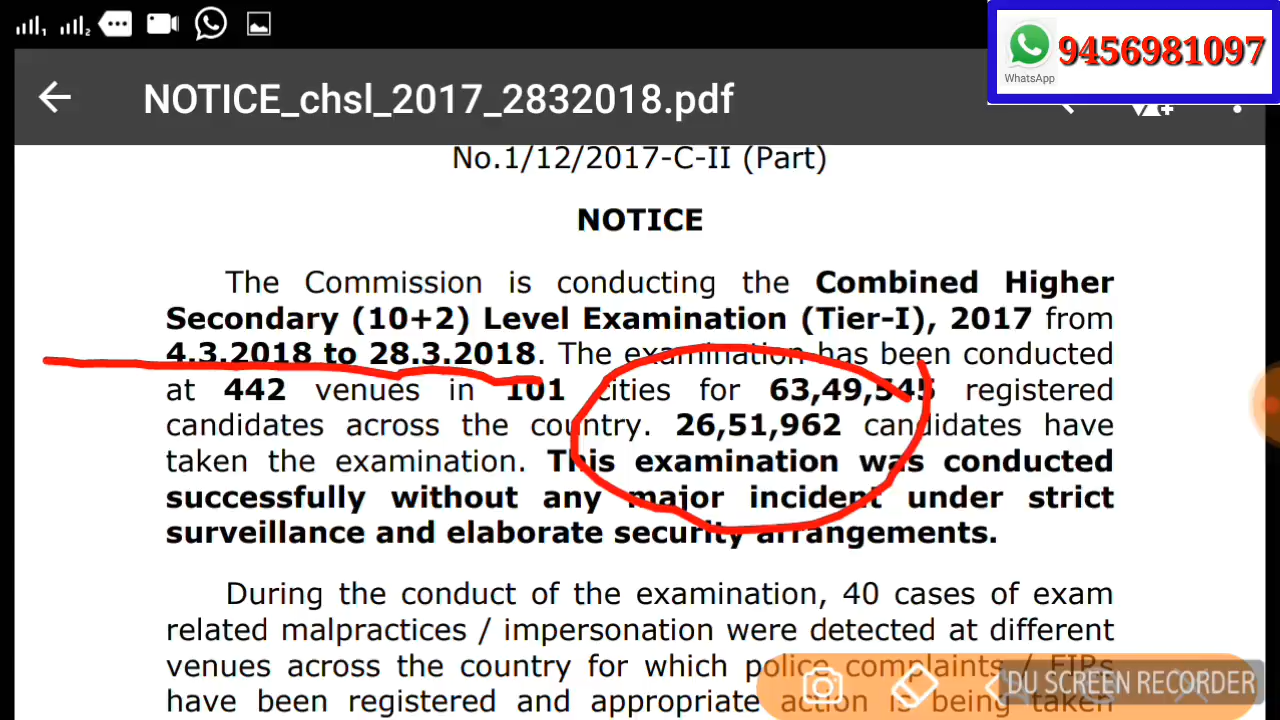 9456981097
WhatsApp
NOTICE_chsl_2017_2832018.pdf
No.1/12/2017-C-II (Part)
NOTICE
The Commission is conducting the Combined Higher
Secondary (10+2) Level Examination (Tier-I), 2017 from
4.3.2018 to 28.3.2018. The examination has been conducted
at 442 venues in 101 cities for 63,49,545 registered
candidates across the country. 26,51,962 candidates have
taken the examination. This examination was conducted
successfully without any major incident under strict
surveillance and elaborate security arrangements.
During the conduct of the examination, 40 cases of exam
related malpractices / impersonation were detected at different
venues across the country for which police complaints / FIPs
have been registered and appropriate action is being taken
DU SCREEN RECORDER